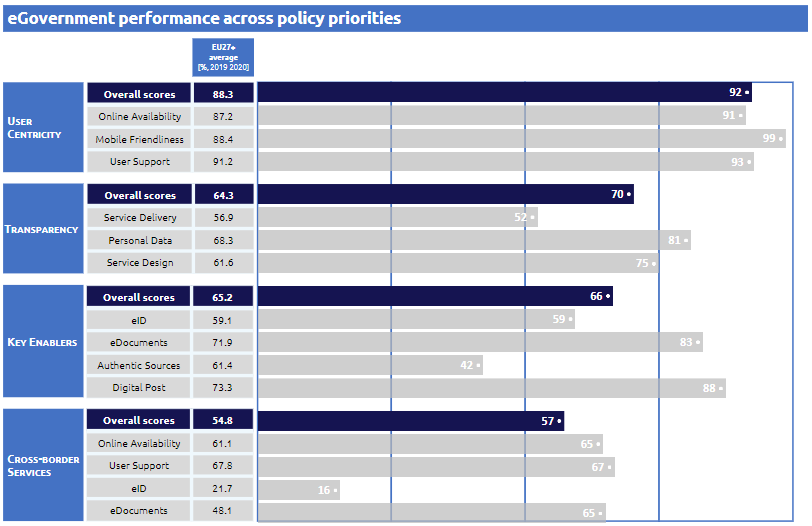 eGovernment performance across policy priorities
EU27+
average
[%, 2019 2020]
USER
CENTRICITY
Overall scores 88.3 92
Online Availability 87.2 91
Mobile Friendliness 88.4 99
User Support 91.2 93
TRANSPARENCY
Overall scores 64.3 70
Service Delivery 56.9 52
Personal Data 68.3 81
Service Design 61.6 75
KEY ENABLERS
Overall scores 65.2 66
eID 59.1 59
eDocuments 71.9 83
Authentic Sources 61.4 42
Digital Post 73.3 88
CROSS-BORDER
SERVICES
Overall scores 54.8 57
Online Availability 61.1 65
User Support 67.8 67
eID 21.7 16
eDocuments 48.1 65